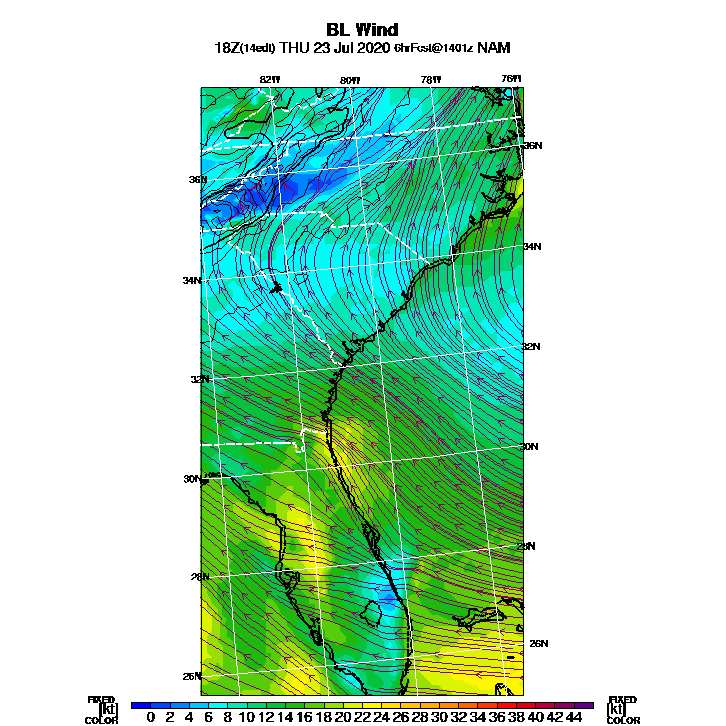 BL Wind
18Z(14edt) THU 23 Jul 2020 6hrFcst@1401z NAM
82W 80W 78W 76W
36N
36N
34N
34N
32N
32N
30N
30N
28N
28N
26N
26N
FIXED FIXED
[kt] 0 2 4 6 8 10 12 14 16 18 20 22 24 26 28 30 32 34 36 38 40 42 44 [kt]
COLOR COLOR